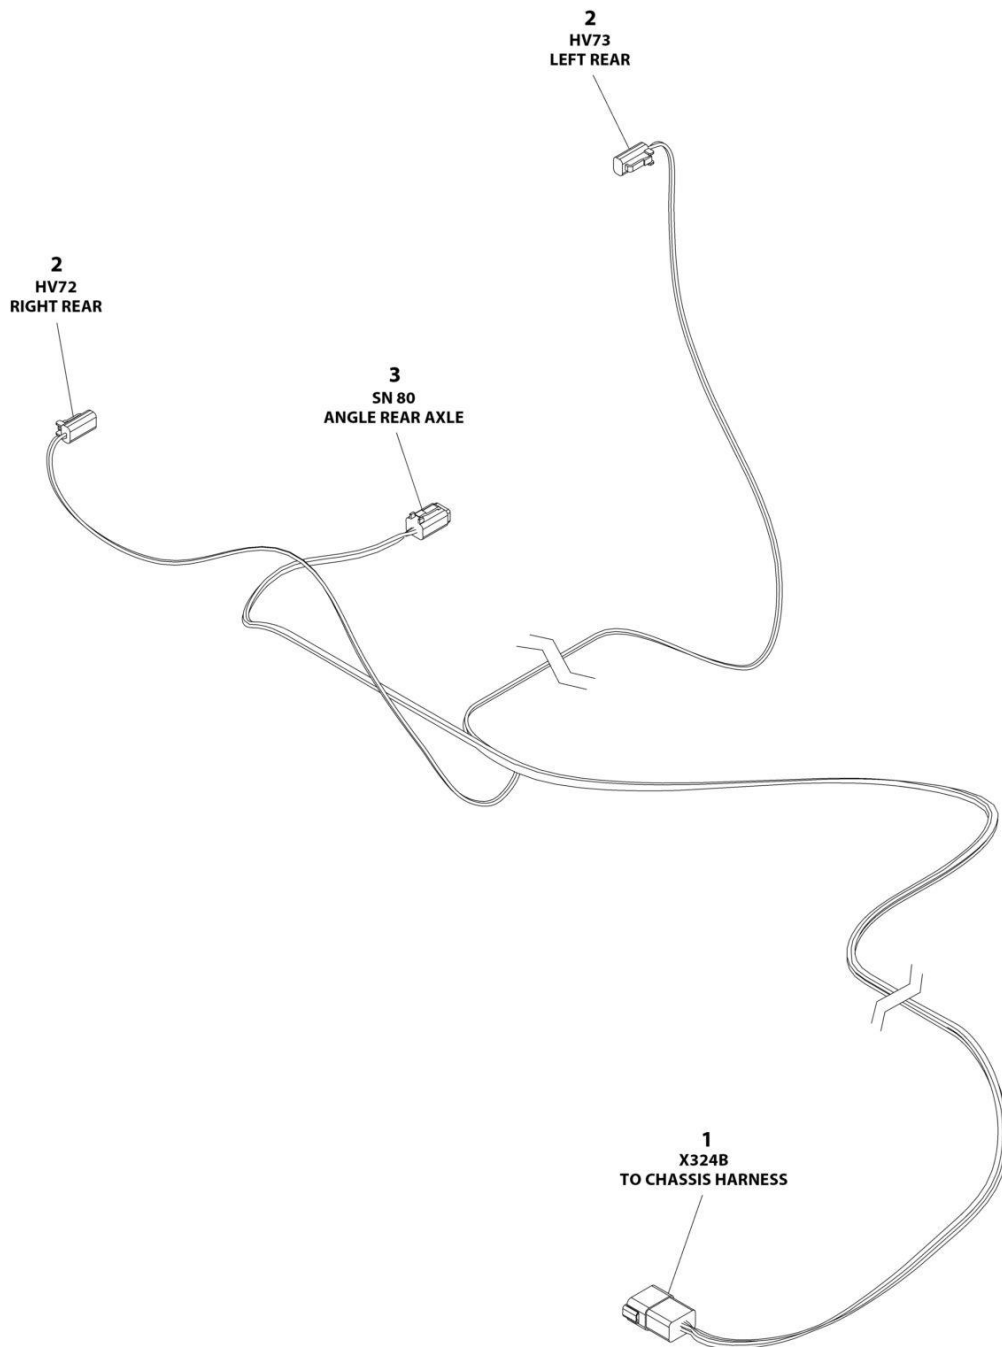 2
HV73
LEFT REAR
2
HV72
RIGHT REAR
3
SN 80
ANGLE REAR AXLE
1
X324B
TO CHASSIS HARNESS